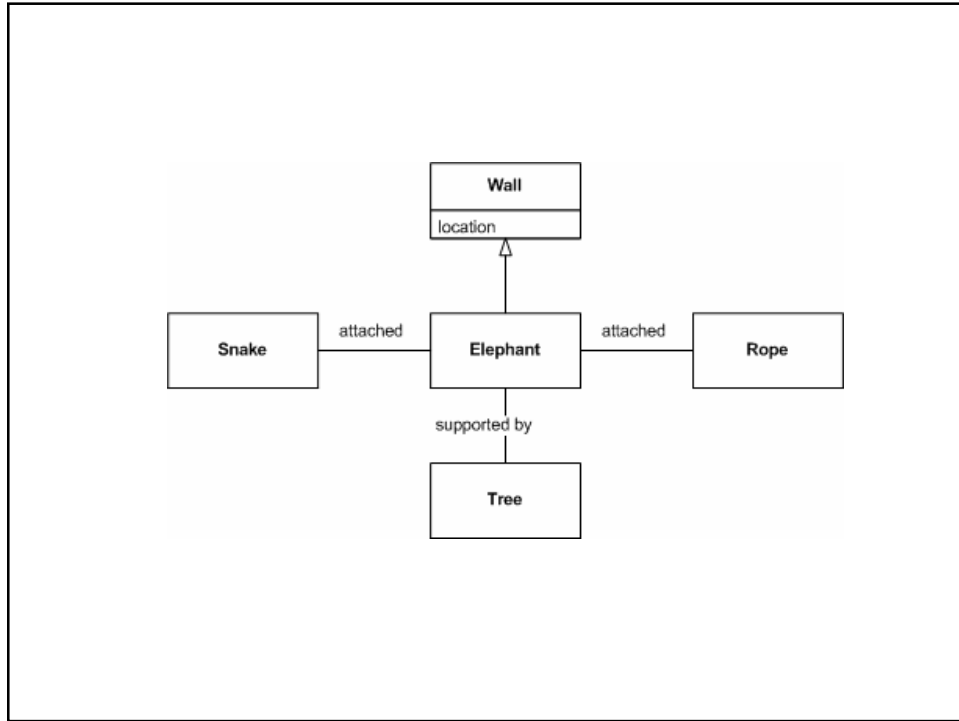 Wall
location
attached
attached
Snake
Elephant
Rope
supported by
Tree